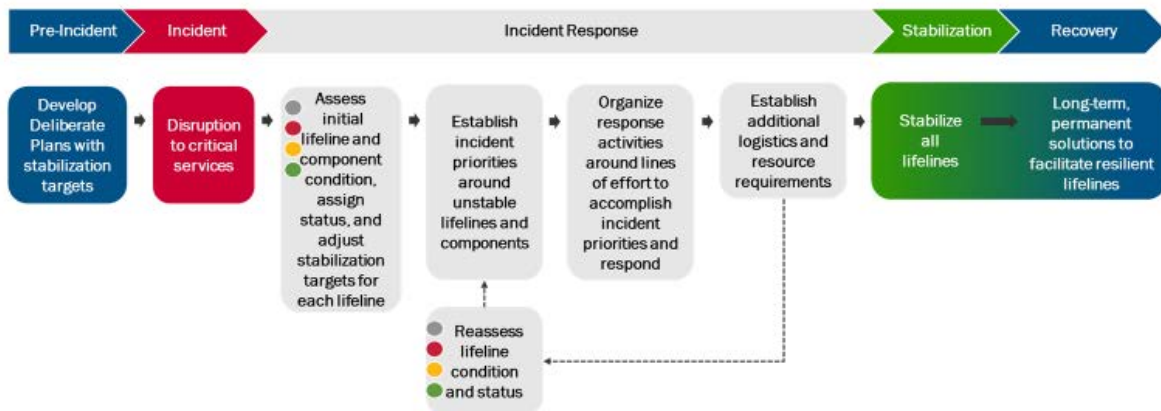 Pre-Incident
Incident
Incident Response
Stabilization
Recovery
Develop
Deliberate
Plans with
stabilization
targets
Disruption
to critical
services
Assess
initial
lifeline and
component
condition,
assign
status, and
adjust
stabilization
targets for
each lifeline
Establish
incident
priorities
around
unstable
lifelines and
components
Organize
response
activities
around lines
of effort to
accomplish
incident
priorities and
respond
Establish
additional
logistics and
resource
requirements
Stabilize
all
lifelines
Long-term,
permanent
solutions to
facilitate resilient
lifelines
Reassess
lifeline
condition
and status